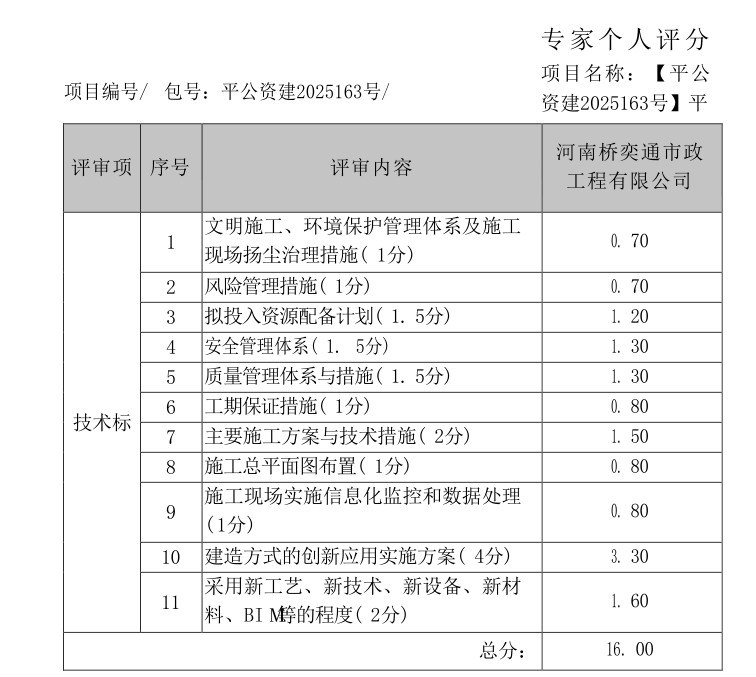 专家个人评分
项目编号/ 包号：平公资建2025163号/
项目名称：【平公
资建2025163号】平
评审项 序号 评审内容 河南桥奕通市政
工程有限公司
技术标
1 文明施工、环境保护管理体系及施工
现场扬尘治理措施( 1分) 0. 70
2 风险管理措施( 1分) 0. 70
3 拟投入资源配备计划( 1. 5分) 1. 20
4 安全管理体系( 1. 5分) 1. 30
5 质量管理体系与措施( 1. 5分) 1. 30
6 工期保证措施( 1分) 0. 80
7 主要施工方案与技术措施( 2分) 1. 50
8 施工总平面图布置( 1分) 0. 80
9 施工现场实施信息化监控和数据处理
(1分) 0. 80
10 建造方式的创新应用实施方案( 4分) 3. 30
11 采用新工艺、新技术、新设备、新材
料、BIM等的程度( 2分) 1. 60
总分： 16. 00